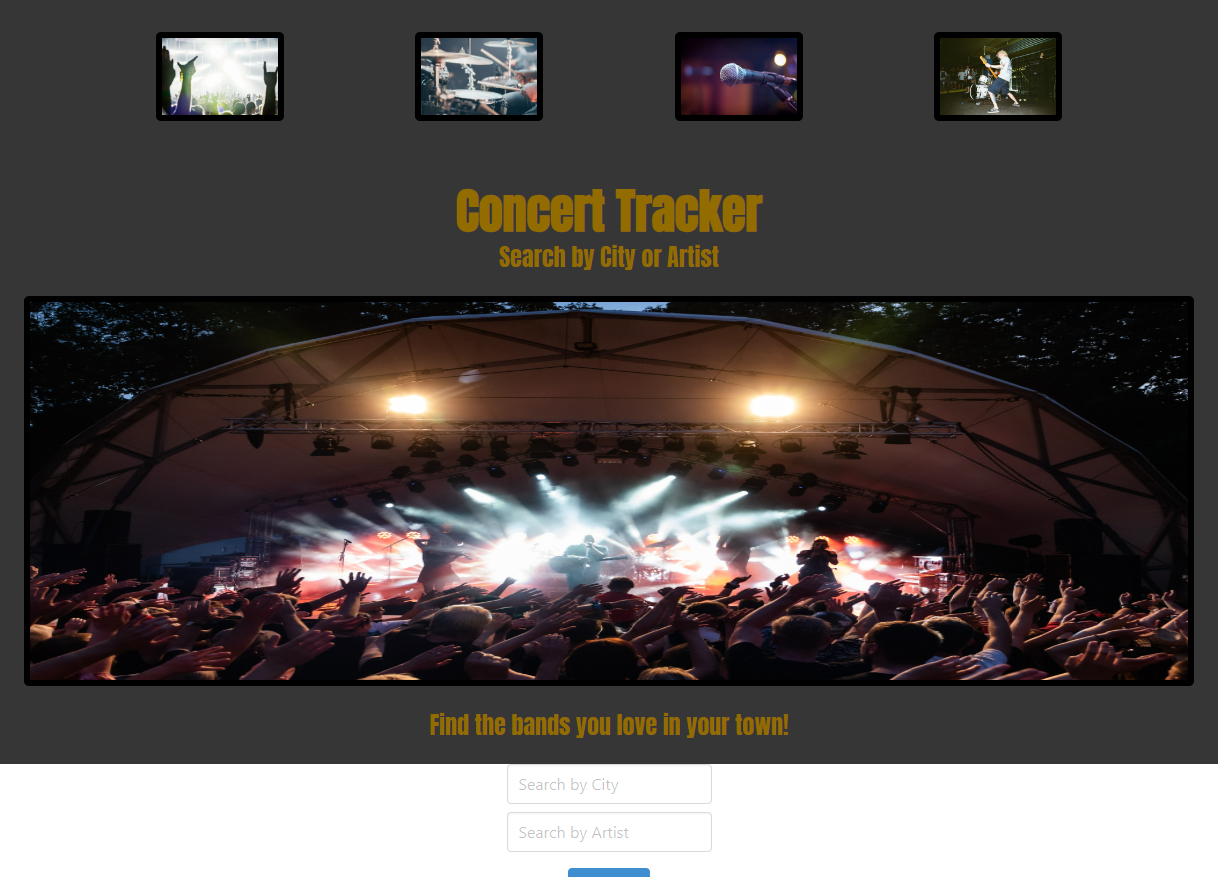 Concert Tracker
Search by City or Artist
Find the bands you love in your town!
Search by City
Search by Artist